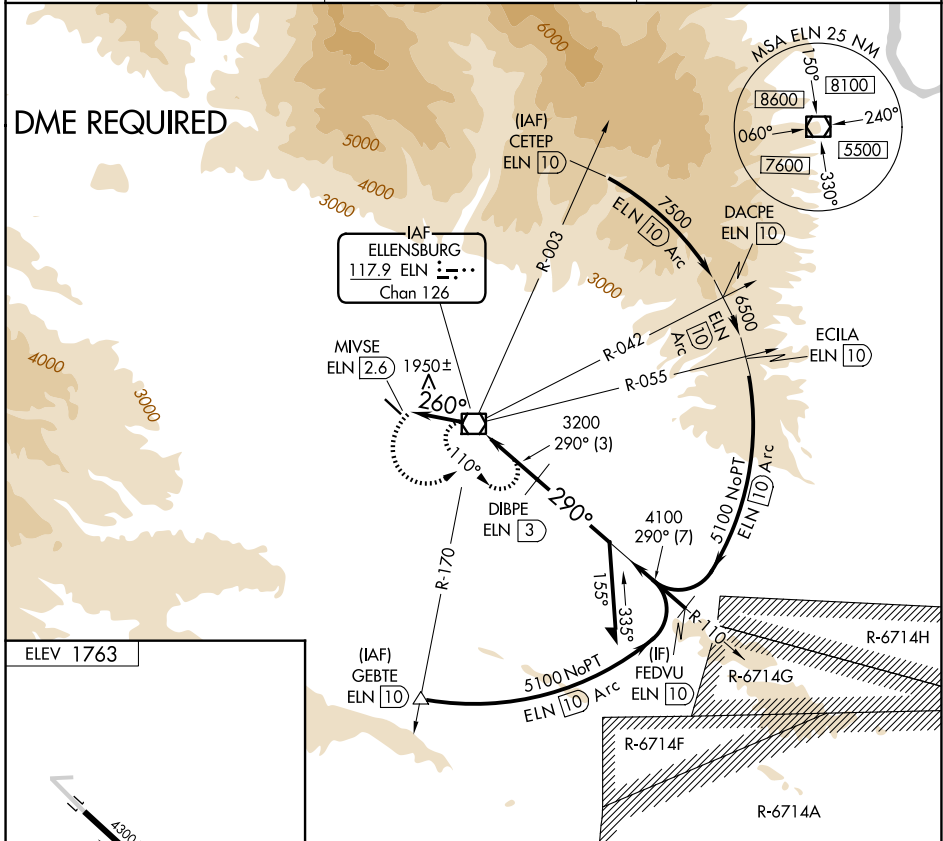 6000
MSA ELN 25 NM
150°
8100
8600
240°
060°
5500
7600
330°
DME REQUIRED
5000
4000
3000
(IAF)
CETEP
ELN 10
7500
ELN 10 Arc
DACPE
ELN 10
R-003
IAF
ELLENSBURG
117.9 ELN
Chan 126
3000
6500
ELN
10
Arc
R-042
ECILA
ELN 10
R-055
4000
3000
MIVSE
ELN 2.6
1950±
260°
3200
290° (3)
110°
DIBPE
ELN 3
290°
4100
290° (7)
5100 NoPT
ELN 10 Arc
R-170
155°
335°
R-110
(IF)
FEDVU
ELN 10
(IAF)
GEBTE
ELN 10
5100 NoPT
ELN 10 Arc
R-6714H
R-6714G
R-6714F
R-6714A
ELEV 1763
4300